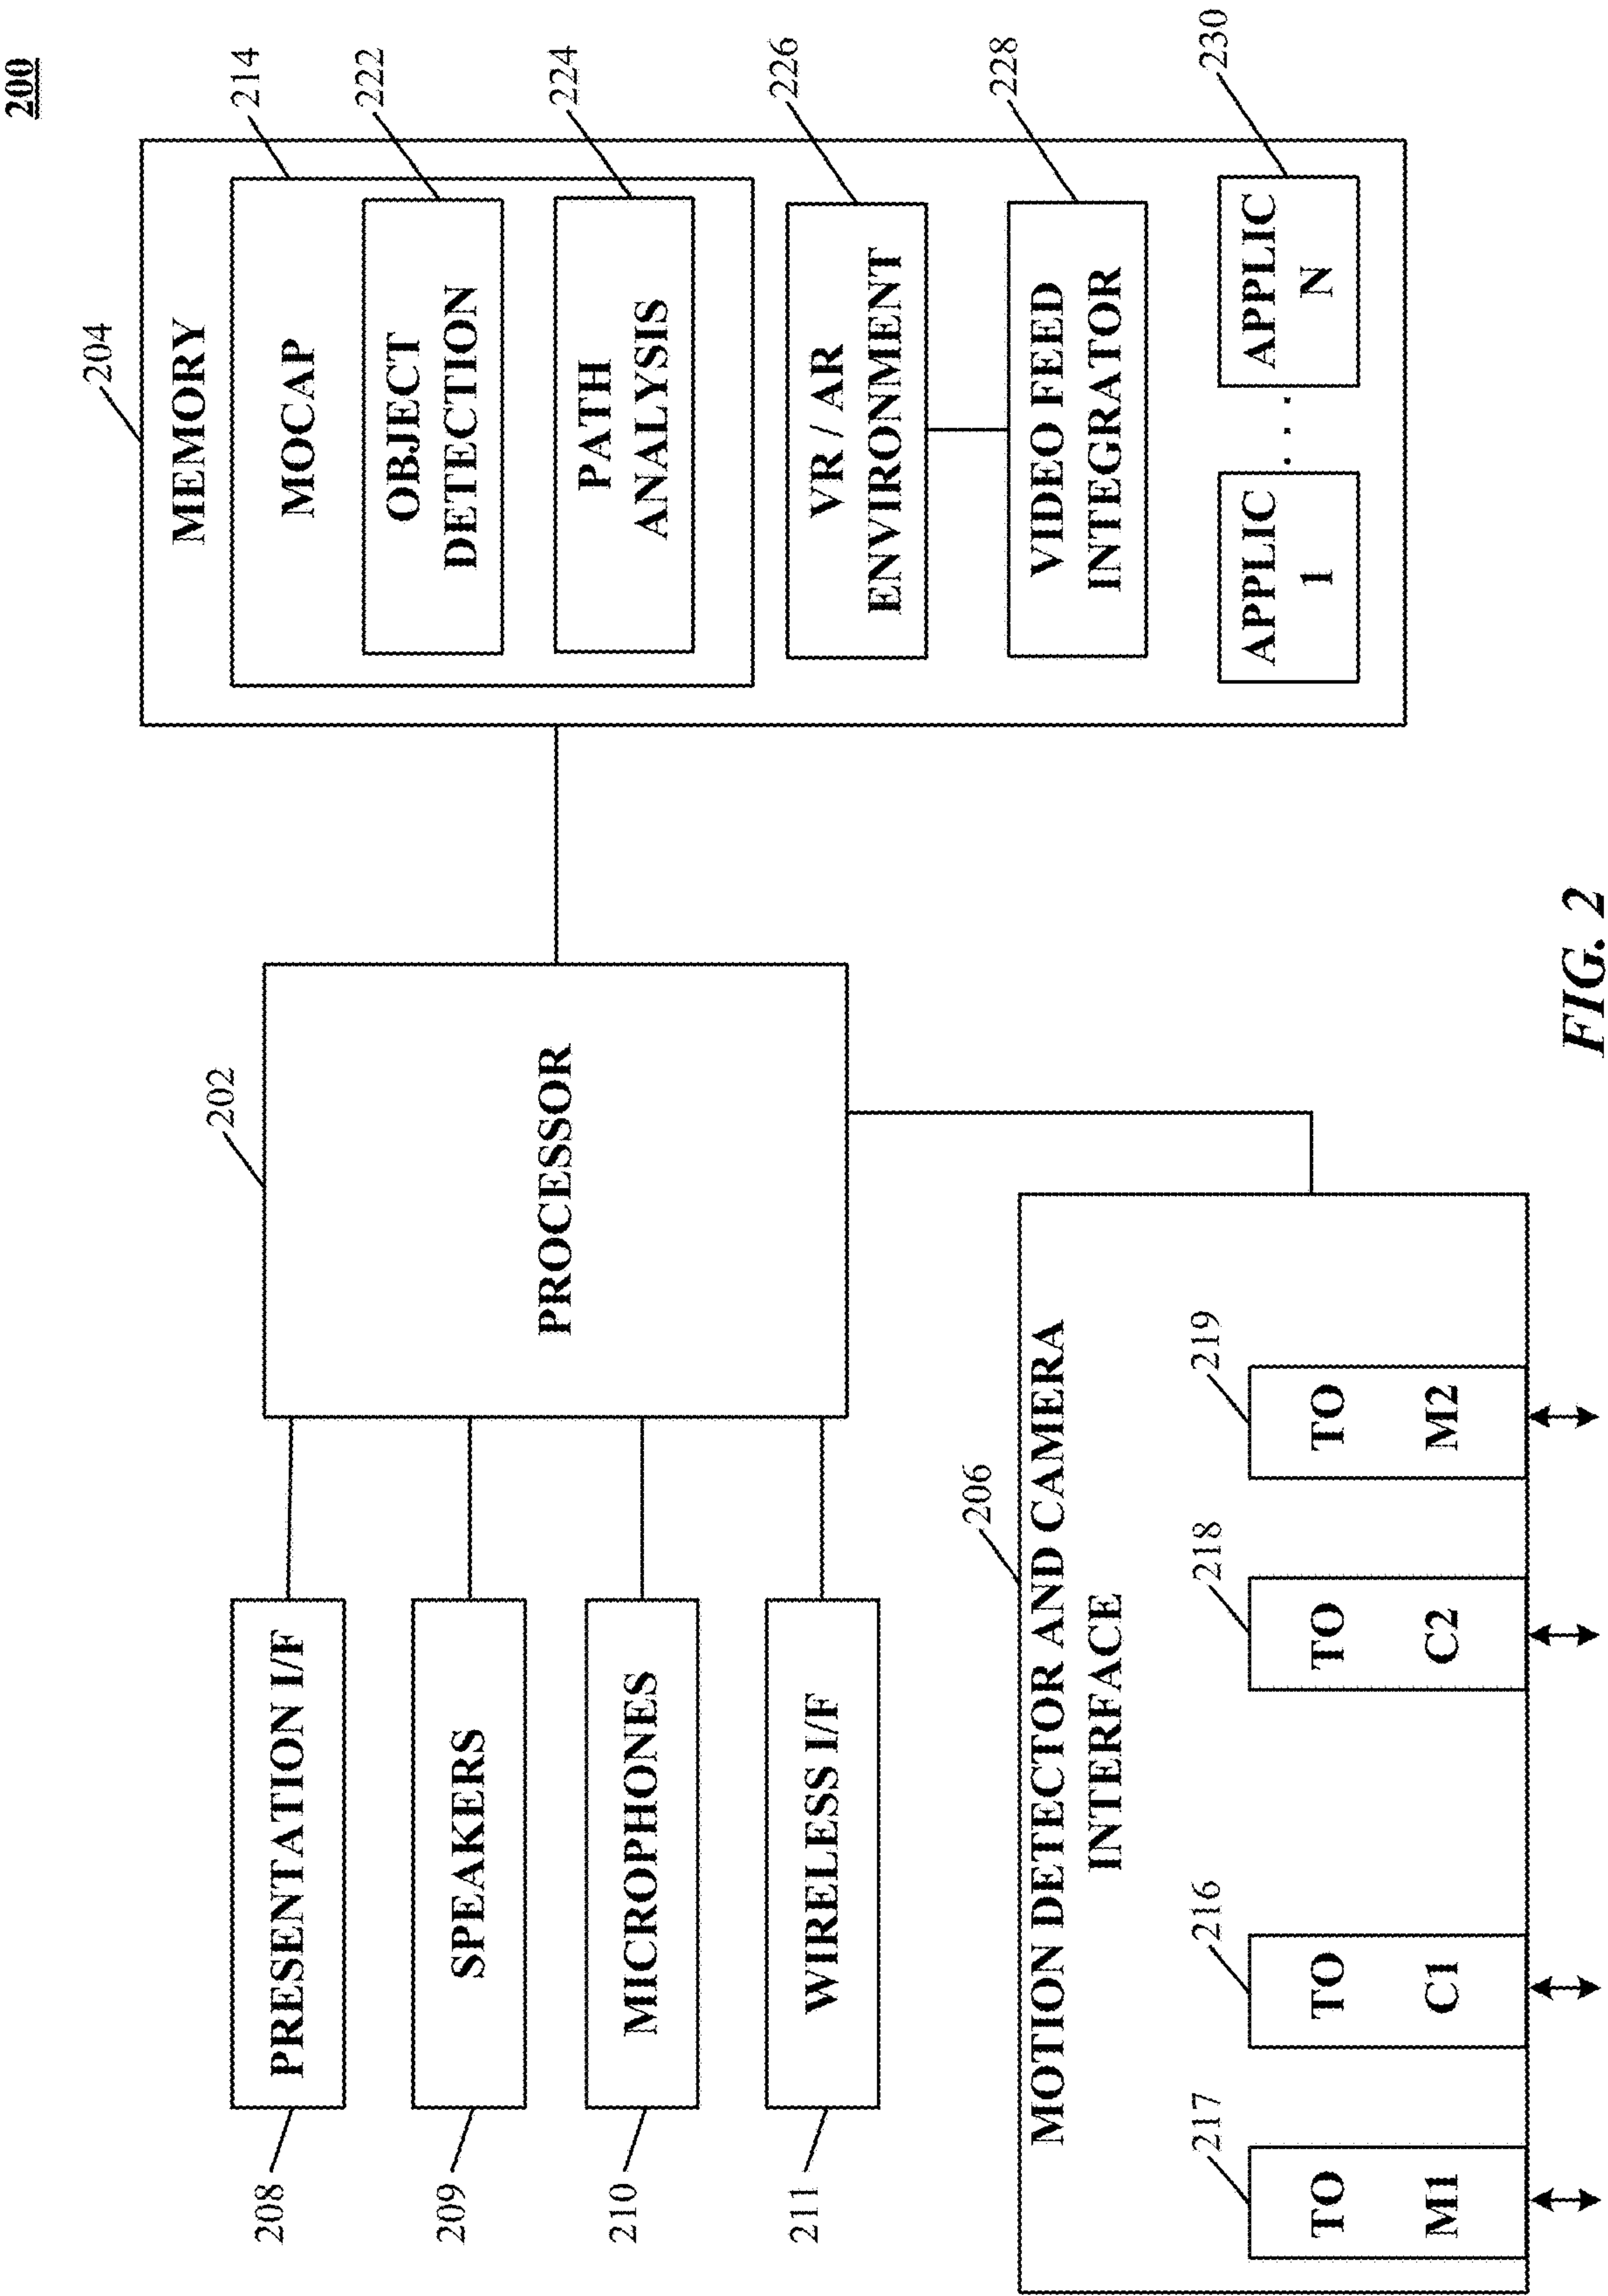 200
208
PRESENTATION I/F
209
SPEAKERS
210
MICROPHONES
211
WIRELESS I/F
202
PROCESSOR
204
MEMORY
214
MOCAP
222
OBJECT
DETECTION
224
PATH
ANALYSIS
226
VR / AR
ENVIRONMENT
228
VIDEO FEED
INTEGRATOR
230
APPLIC
1
. . .
APPLIC
N
206
MOTION DETECTOR AND CAMERA
INTERFACE
217
TO
M1
216
TO
C1
218
TO
C2
219
TO
M2
FIG. 2